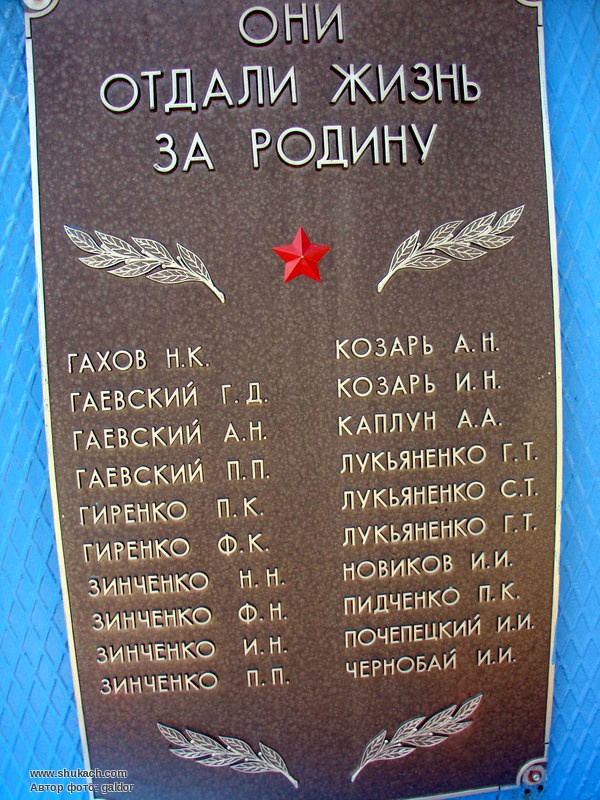 ОНИ
ОТДАЛИ ЖИЗНЬ
ЗА РОДИНУ
ГАХОВ Н.К.
ГАЕВСКИЙ Г.Д.
ГАЕВСКИЙ А.Н.
ГАЕВСКИЙ П.П.
ГИРЕНКО П.К.
ГИРЕНКО Ф.К.
ЗИНЧЕНКО Н.Н.
ЗИНЧЕНКО Ф.Н.
ЗИНЧЕНКО И.Н.
ЗИНЧЕНКО П.П.
КОЗАРЬ А.Н.
КОЗАРЬ И.Н.
КАПЛУН А.А.
ЛУКЬЯНЕНКО Г.Т.
ЛУКЬЯНЕНКО С.Т.
ЛУКЬЯНЕНКО Г.Т.
НОВИКОВ И.И.
ПИДЧЕНКО П.К.
ПОЧЕПЕЦКИЙ И.И.
ЧЕРНОБАЙ И.И.
www.shukach.com
Автор фото: galdor